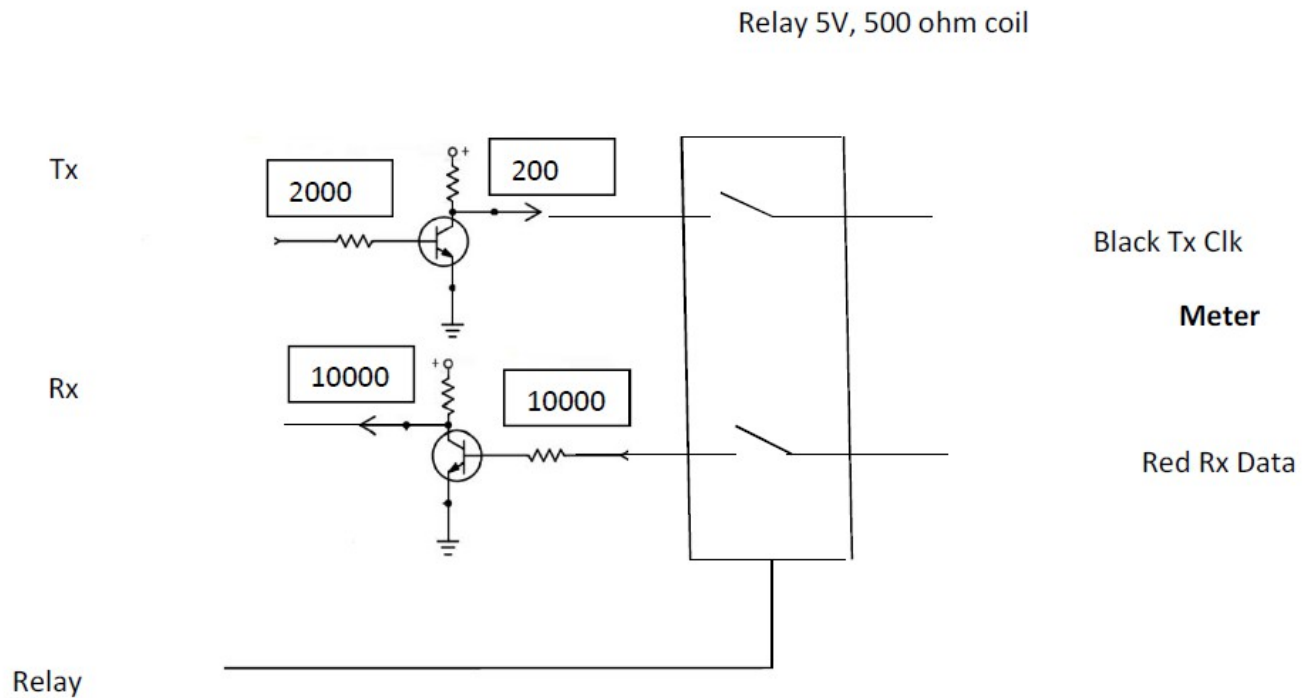 Relay 5V, 500 ohm coil
Tx
2000
+
200
Black Tx Clk
Meter
Rx
10000
+
10000
Red Rx Data
Relay